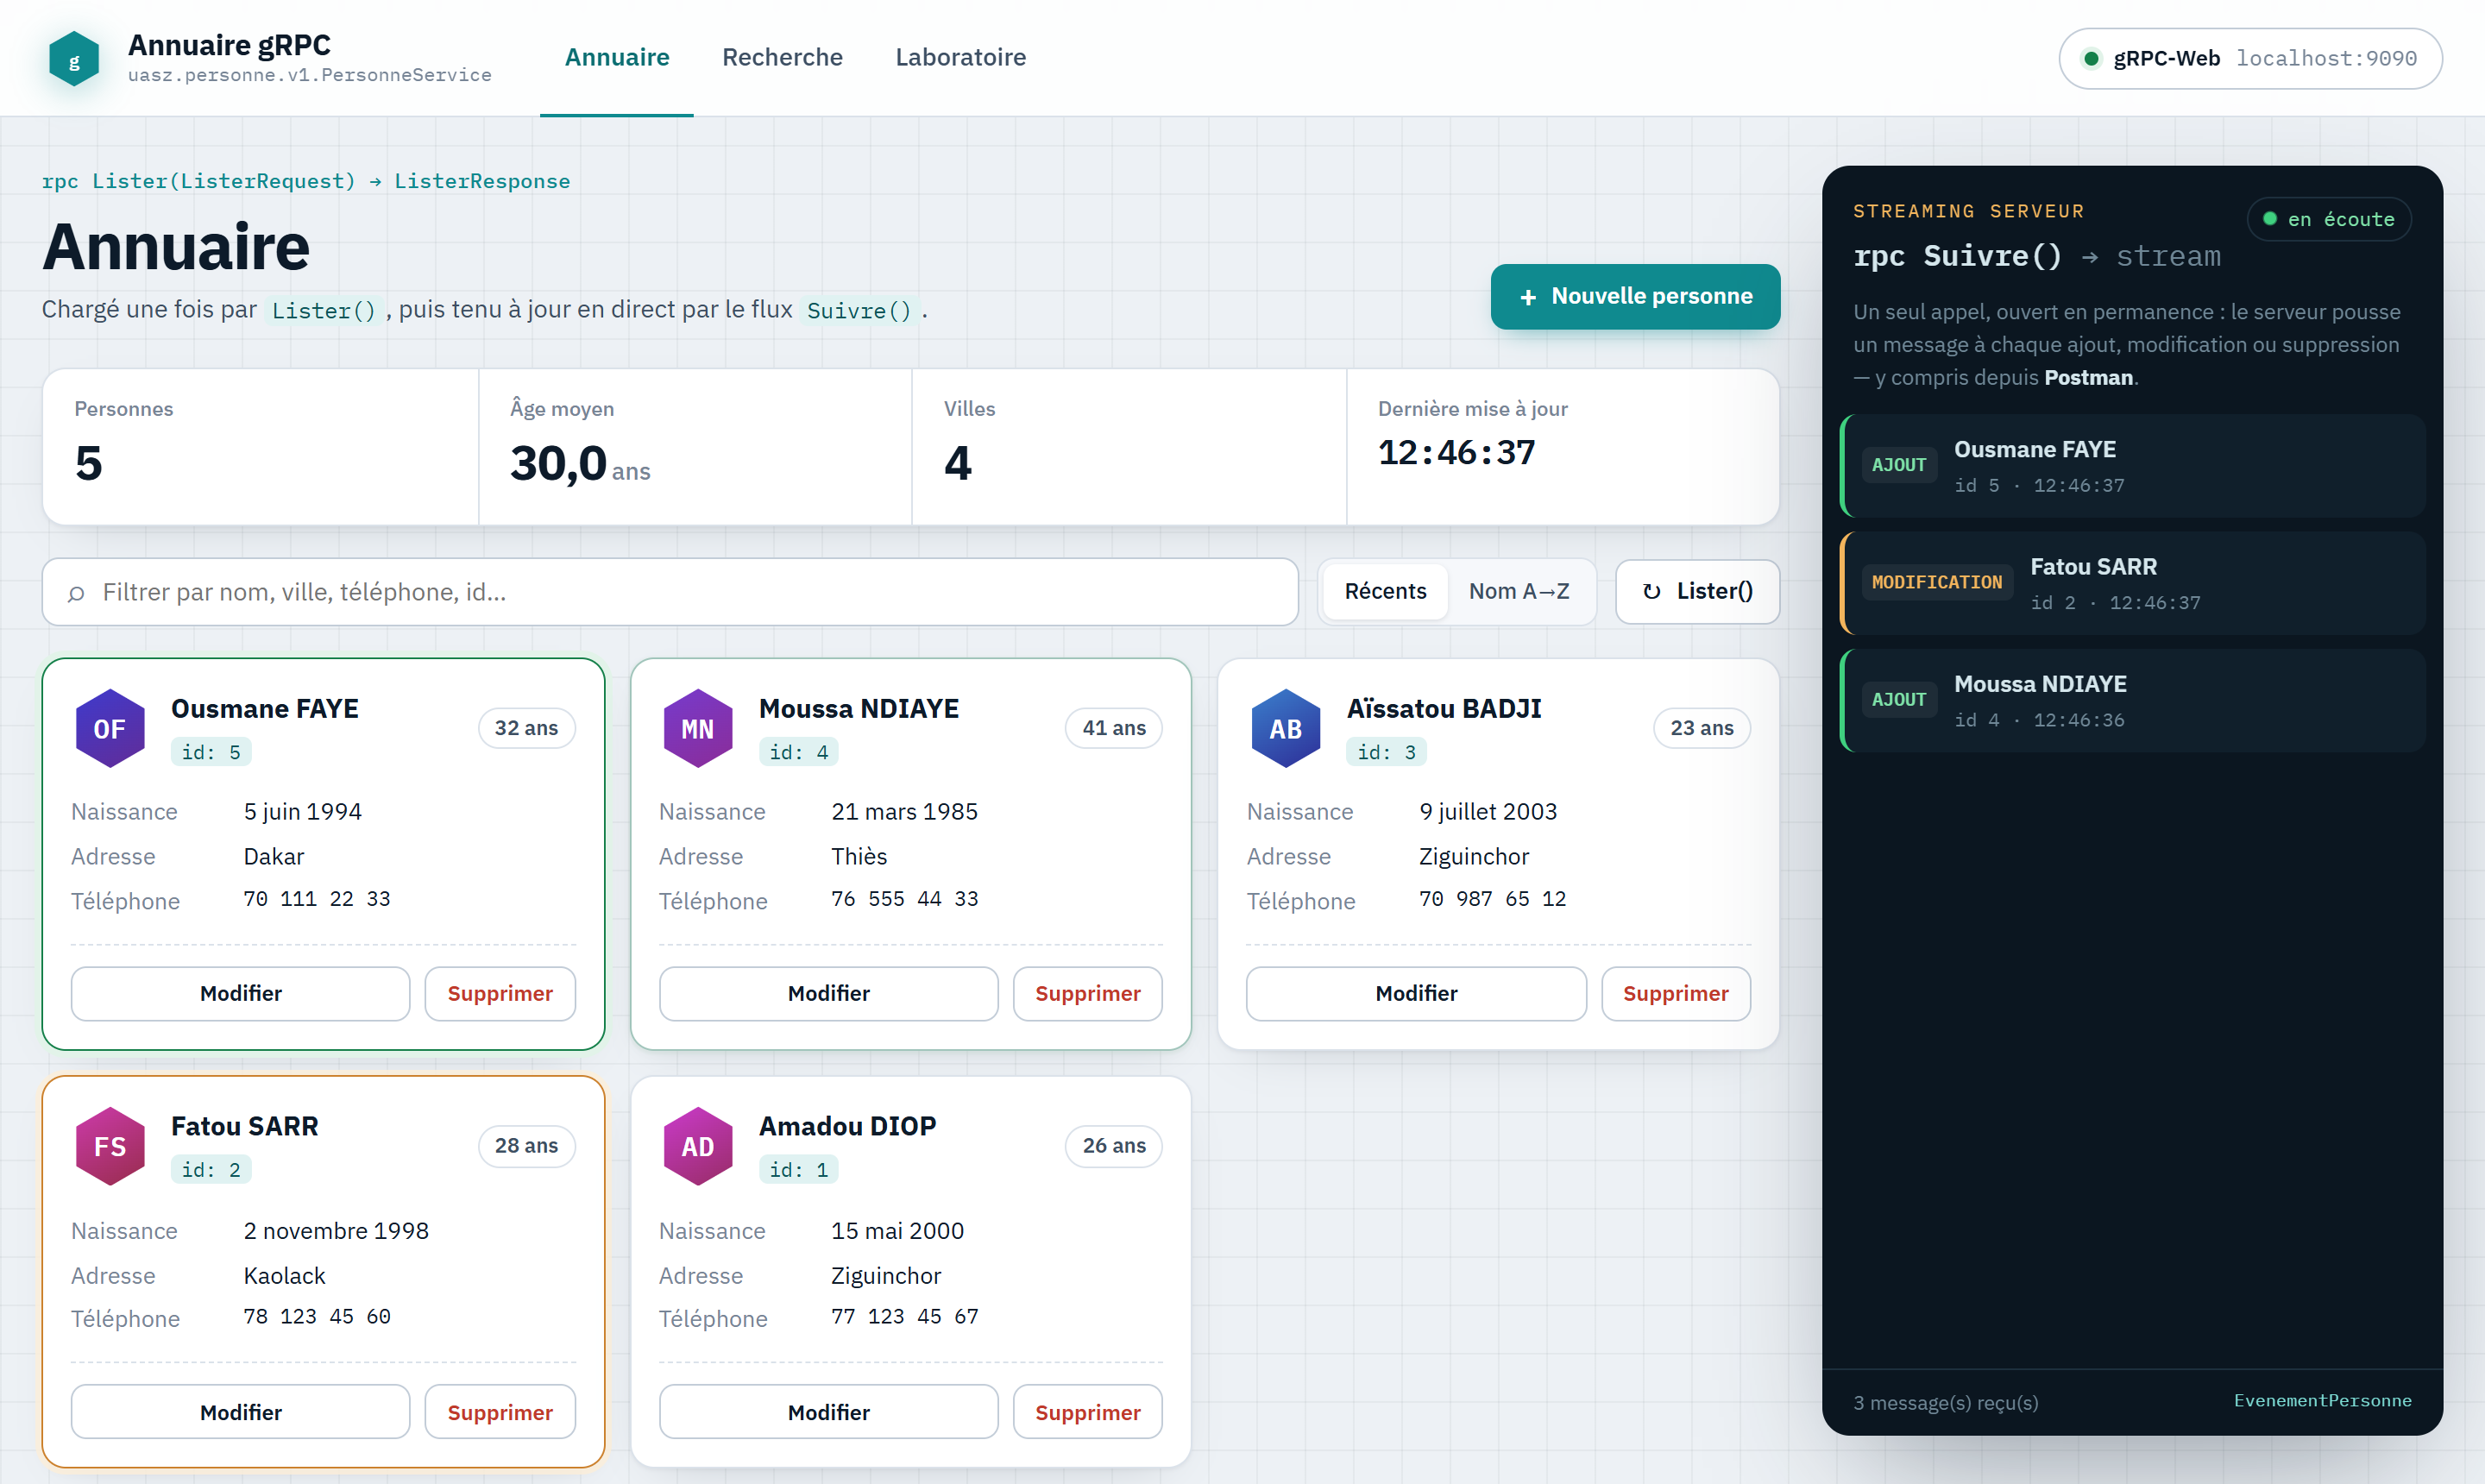 g
Annuaire gRPC
uasz.personne.v1.PersonneService
Annuaire
Recherche
Laboratoire
gRPC-Web localhost:9090
rpc Lister(ListerRequest) → ListerResponse
Annuaire
Chargé une fois par Lister(), puis tenu à jour en direct par le flux Suivre().
+ Nouvelle personne
Personnes
5
Âge moyen
30,0 ans
Villes
4
Dernière mise à jour
12:46:37
Filtrer par nom, ville, téléphone, id…
Récents
Nom A→Z
↻ Lister()
OF
Ousmane FAYE
id: 5
32 ans
Naissance 5 juin 1994
Adresse Dakar
Téléphone 70 111 22 33
Modifier
Supprimer
MN
Moussa NDIAYE
id: 4
41 ans
Naissance 21 mars 1985
Adresse Thiès
Téléphone 76 555 44 33
Modifier
Supprimer
AB
Aïssatou BADJI
id: 3
23 ans
Naissance 9 juillet 2003
Adresse Ziguinchor
Téléphone 70 987 65 12
Modifier
Supprimer
FS
Fatou SARR
id: 2
28 ans
Naissance 2 novembre 1998
Adresse Kaolack
Téléphone 78 123 45 60
Modifier
Supprimer
AD
Amadou DIOP
id: 1
26 ans
Naissance 15 mai 2000
Adresse Ziguinchor
Téléphone 77 123 45 67
Modifier
Supprimer
STREAMING SERVEUR
en écoute
rpc Suivre() → stream
Un seul appel, ouvert en permanence : le serveur pousse
un message à chaque ajout, modification ou suppression
— y compris depuis Postman.
AJOUT
Ousmane FAYE
id 5 · 12:46:37
MODIFICATION
Fatou SARR
id 2 · 12:46:37
AJOUT
Moussa NDIAYE
id 4 · 12:46:36
3 message(s) reçu(s)
EvenementPersonne